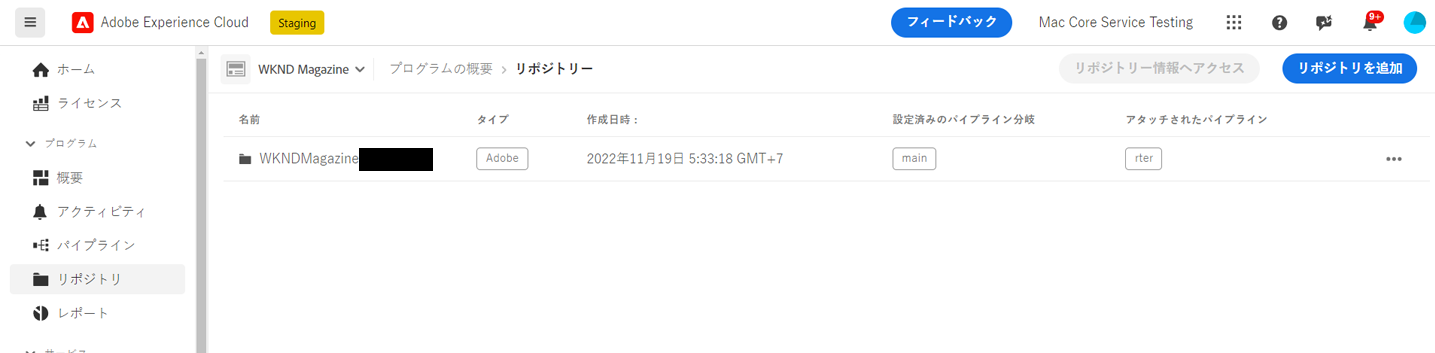 Adobe Experience Cloud Staging フィードバック Mac Core Service Testing 9+
ホーム
ライセンス
プログラム
概要
アクティビティ
パイプライン
リポジトリ
レポート
サービス
WKND Magazine プログラムの概要 > リポジトリー リポジトリー情報へアクセス リポジトリを追加
名前 タイプ 作成日時 : 設定済みのパイプライン分岐 アタッチされたパイプライン
WKNDMagazine Adobe 2022年11月19日 5:33:18 GMT+7 main rter